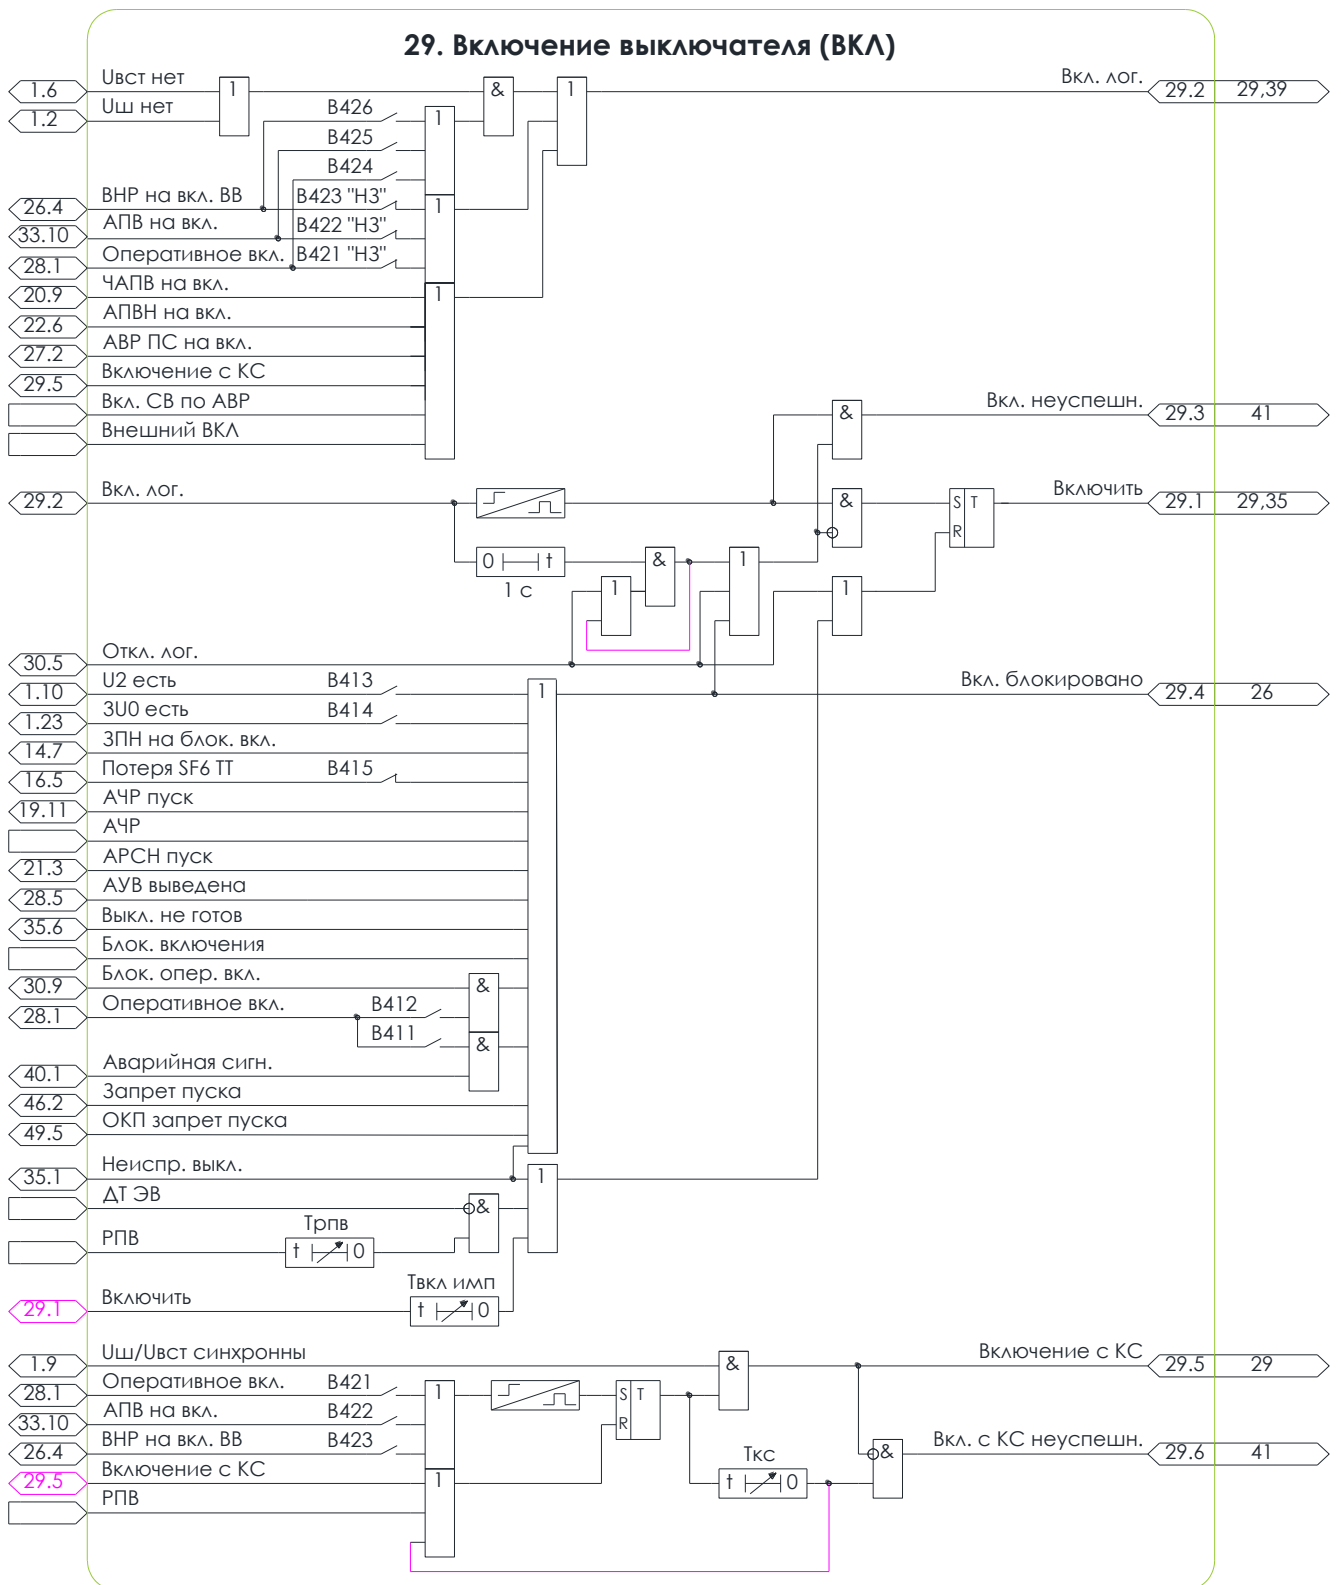 29. Включение выключателя (ВКЛ)
1.6 Uвст нет 1 & 1 Вкл. лог. 29.2 29,39
1.2 Uш нет
B426 1
B425
B424
26.4 ВНР на вкл. ВВ B423 "НЗ" 1
33.10 АПВ на вкл. B422 "НЗ"
28.1 Оперативное вкл. B421 "НЗ"
20.9 ЧАПВ на вкл. 1
22.6 АПВН на вкл.
27.2 АВР ПС на вкл.
29.5 Включение с КС
Вкл. СВ по АВР & Вкл. неуспешн. 29.3 41
Внешний ВКЛ
29.2 Вкл. лог. & S T Включить 29.1 29,35
R
0 t & 1
1 с 1 1
30.5 Откл. лог.
1.10 U2 есть B413 1 Вкл. блокировано 29.4 26
1.23 3U0 есть B414
14.7 ЗПН на блок. вкл.
16.5 Потеря SF6 ТТ B415
19.11 АЧР пуск
АЧР
21.3 АРСН пуск
28.5 АУВ выведена
35.6 Выкл. не готов
Блок. включения
30.9 Блок. опер. вкл. &
28.1 Оперативное вкл. B412
B411 &
40.1 Аварийная сигн.
46.2 Запрет пуска
49.5 ОКП запрет пуска
35.1 Неиспр. выкл. 1
ДТ ЭВ &
РПВ Трпв
t 0
29.1 Включить Твкл имп
t 0
1.9 Uш/Uвст синхронны & Включение с КС 29.5 29
28.1 Оперативное вкл. B421 1 S T
33.10 АПВ на вкл. B422 R
26.4 ВНР на вкл. ВВ B423 Ткс & Вкл. с КС неуспешн. 29.6 41
29.5 Включение с КС 1 t 0
РПВ